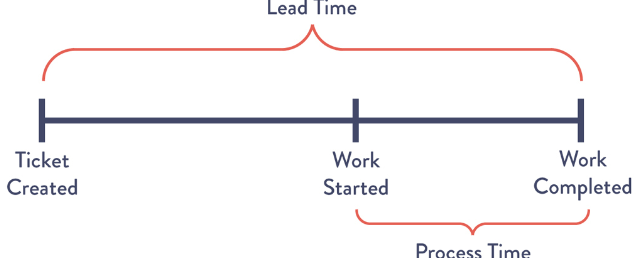 Lead Time
Ticket
Created
Work
Started
Work
Completed
Process Time